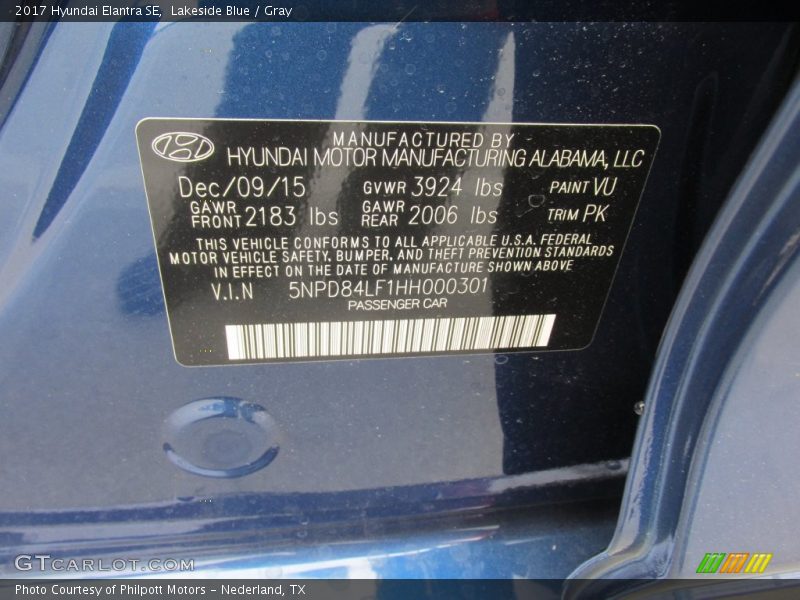 2017 Hyundai Elantra SE, Lakeside Blue / Gray
MANUFACTURED BY
HYUNDAI MOTOR MANUFACTURING ALABAMA, LLC
Dec/09/15 GVWR 3924 lbs PAINT VU
GAWR FRONT 2183 lbs GAWR REAR 2006 lbs TRIM PK
THIS VEHICLE CONFORMS TO ALL APPLICABLE U.S.A. FEDERAL
MOTOR VEHICLE SAFETY, BUMPER, AND THEFT PREVENTION STANDARDS
IN EFFECT ON THE DATE OF MANUFACTURE SHOWN ABOVE
V.I.N 5NPD84LF1HH000301
PASSENGER CAR
GTCARLOT.COM
Photo Courtesy of Philpott Motors - Nederland, TX